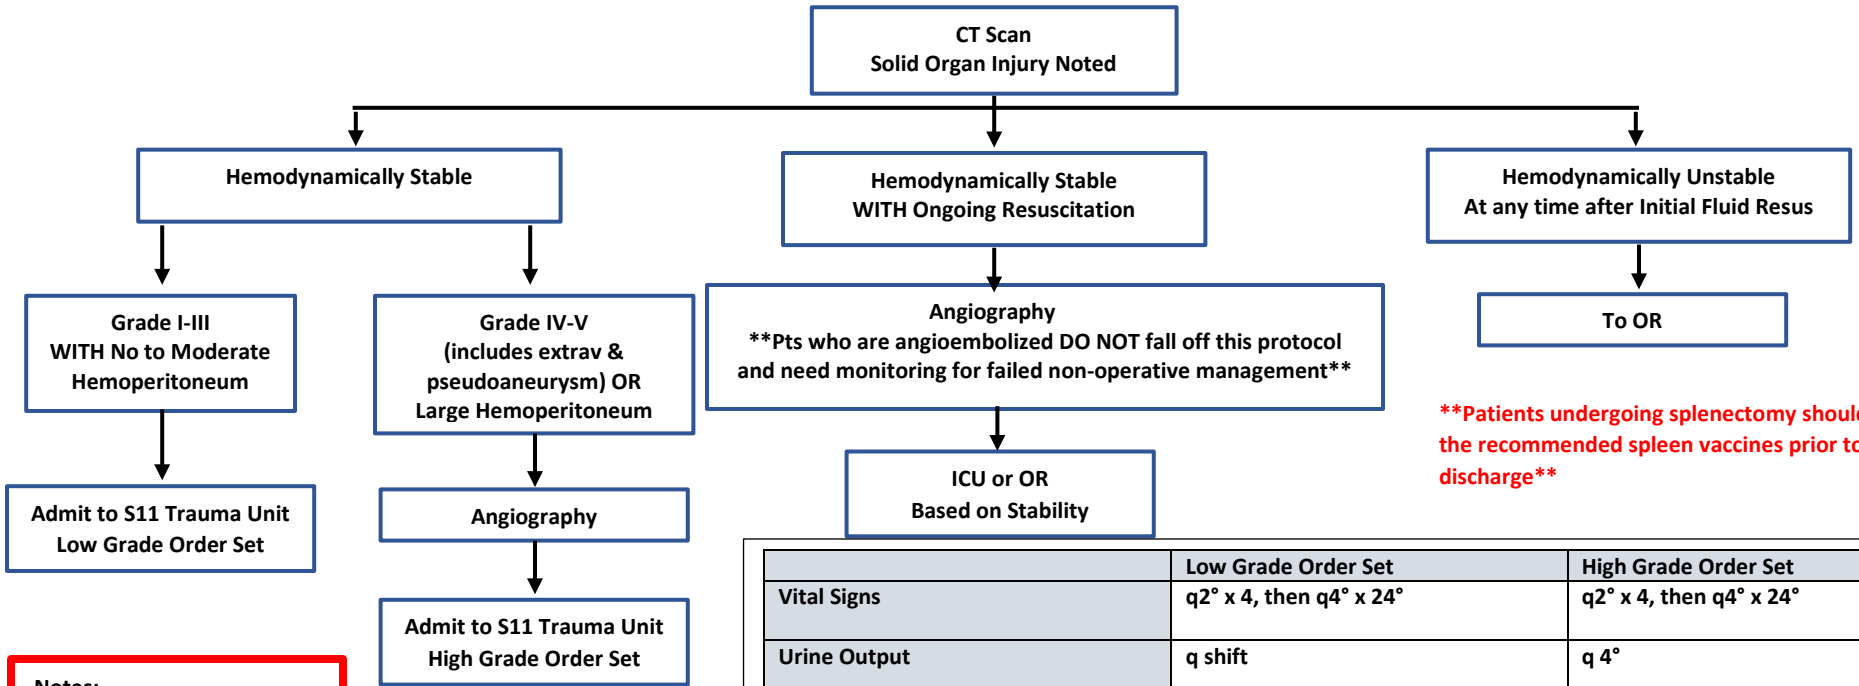 CT Scan
Solid Organ Injury Noted
Hemodynamically Stable
Hemodynamically Stable
WITH Ongoing Resuscitation
Hemodynamically Unstable
At any time after Initial Fluid Resus
Grade I-III
WITH No to Moderate
Hemoperitoneum
Grade IV-V
(includes extrav &
pseudoaneurysm) OR
Large Hemoperitoneum
Angiography
**Pts who are angioembolized DO NOT fall off this protocol
and need monitoring for failed non-operative management**
To OR
**Patients undergoing splenectomy should
the recommended spleen vaccines prior to
discharge**
Admit to S11 Trauma Unit
Low Grade Order Set
Angiography
ICU or OR
Based on Stability
Admit to S11 Trauma Unit
High Grade Order Set
Low Grade Order Set High Grade Order Set
Vital Signs q2° x 4, then q4° x 24° q2° x 4, then q4° x 24°
Urine Output q shift q 4°
Notes: